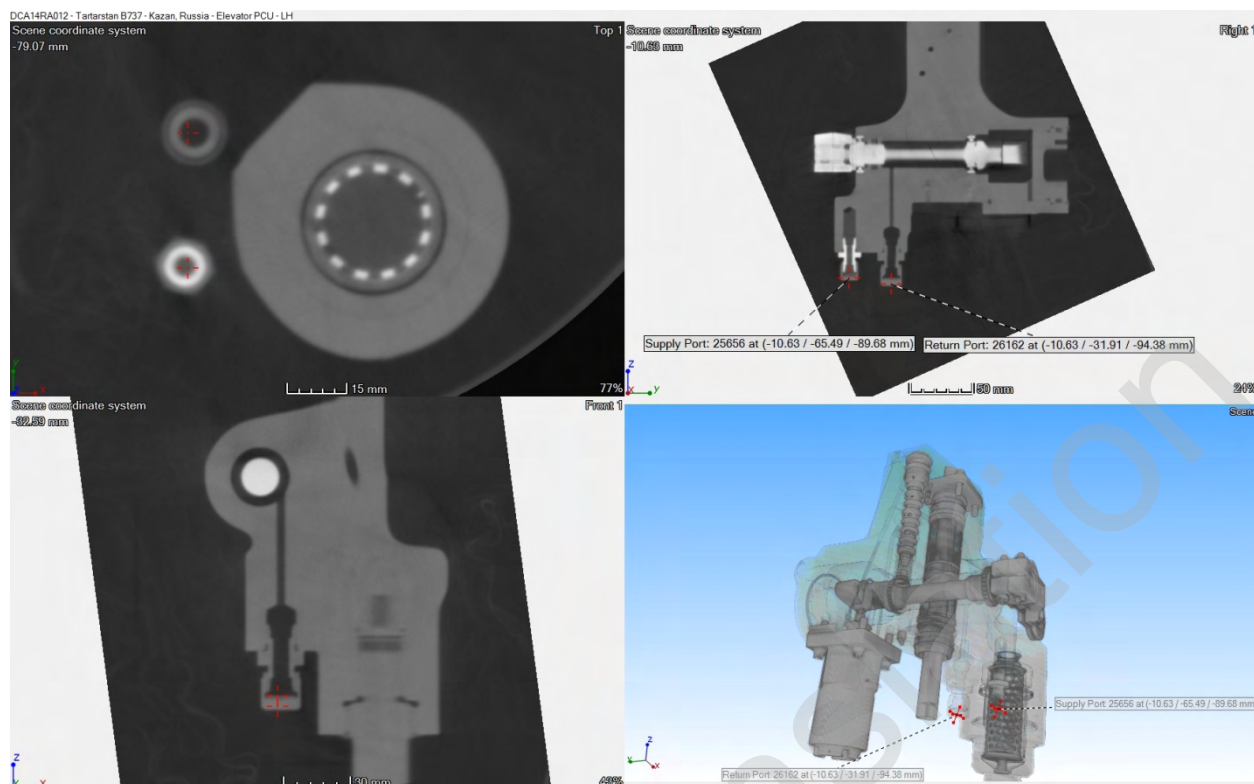 DCA14RA012 - Tartarstan B737 - Kazan, Russia - Elevator PCU - LH
Scene coordinate system
Top 1
-79.07 mm
15 mm
77%
Scene coordinate system
Right 1
-10.63 mm
Supply Port: 25656 at (-10.63 / -65.49 / -89.68 mm)
Return Port: 26162 at (-10.63 / -31.91 / -94.38 mm)
50 mm
24%
Scene coordinate system
Front 1
-32.59 mm
30 mm
Scene
Supply Port: 25656 at (-10.63 / -65.49 / -89.68 mm)
Return Port: 26162 at (-10.63 / -31.91 / -94.38 mm)